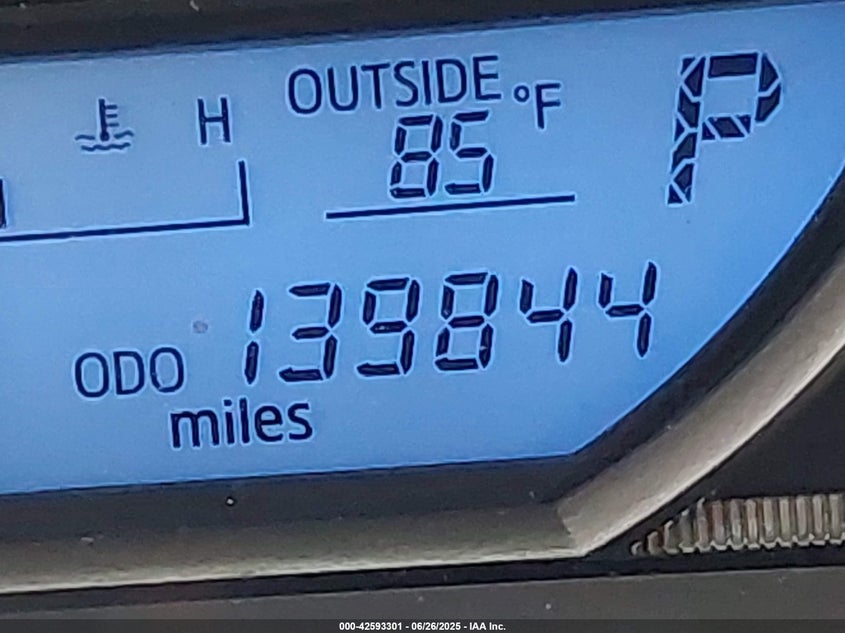 OUTSIDE °F
H
85
P
ODO 139844
miles
000-42593301 - 06/26/2025 - IAA Inc.